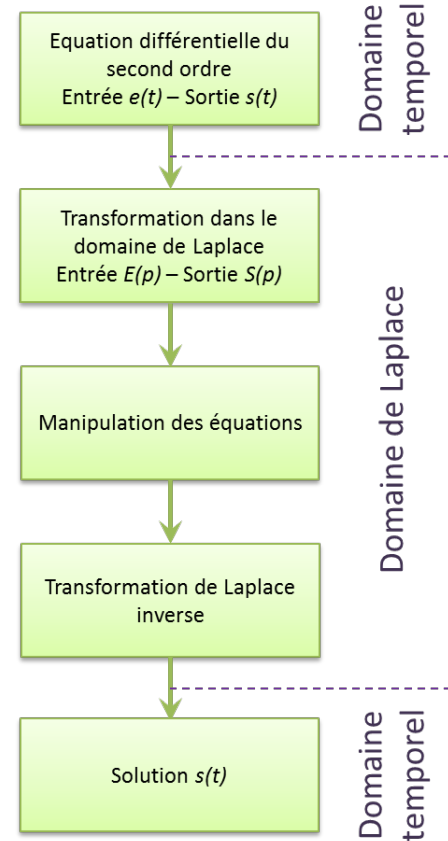 Equation différentielle du
second ordre
Entrée e(t) – Sortie s(t)
Domaine
temporel
Transformation dans le
domaine de Laplace
Entrée E(p) – Sortie S(p)
Manipulation des équations
Domaine de Laplace
Transformation de Laplace
inverse
Solution s(t)
Domaine
temporel